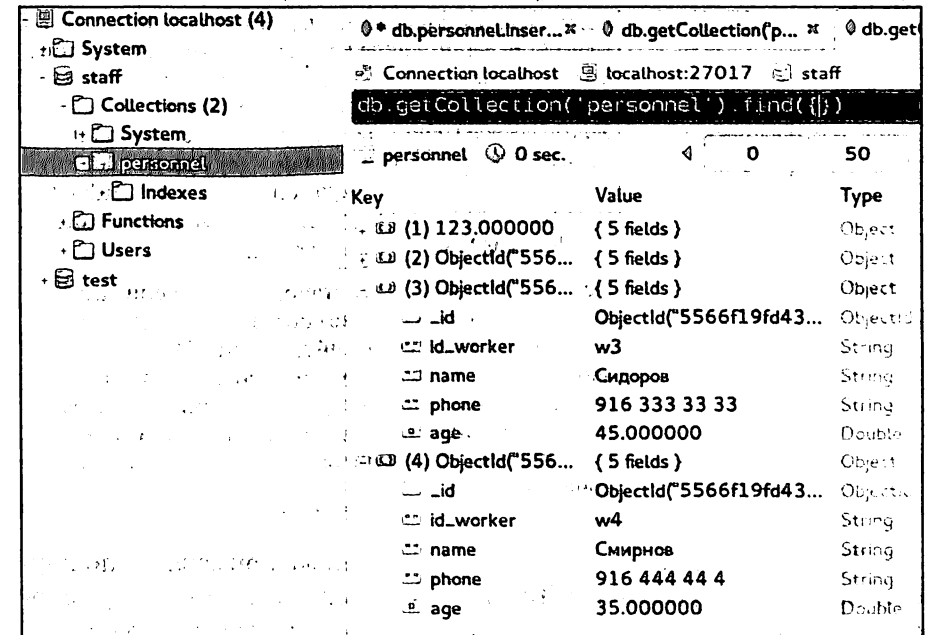 Connection localhost (4)
System
staff
Collections (2)
System
personnel
Indexes
Functions
Users
test
db.personnel.inser... db.getCollection('p... db.get(
Connection localhost localhost:27017 staff
db.getCollection('personnel').find({})
personnel 0 sec. 0 50
Key Value Type
(1) 123.000000 { 5 fields } Object
(2) ObjectId("556... { 5 fields } Object
(3) ObjectId("556... { 5 fields } Object
_id ObjectId("5566f19fd43... ObjectId
id_worker w3 String
name Сидоров String
phone 916 333 33 33 String
age 45.000000 Double
(4) ObjectId("556... { 5 fields } Object
_id ObjectId("5566f19fd43... ObjectId
id_worker w4 String
name Смирнов String
phone 916 444 44 4 String
age 35.000000 Double